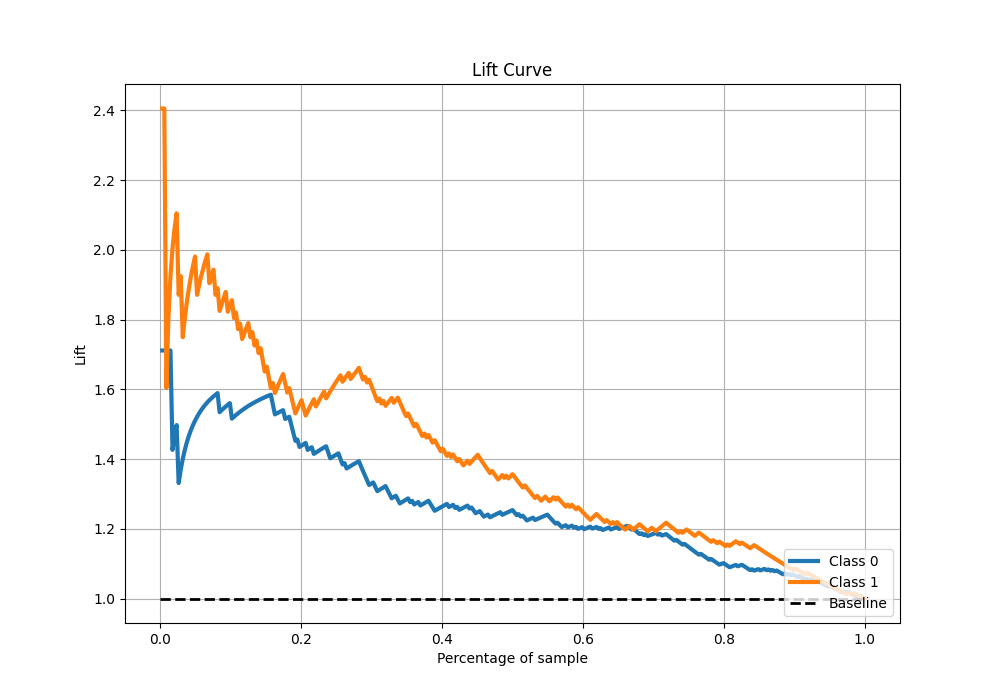 Lift Curve
Lift
2.4
2.2
2.0
1.8
1.6
1.4
1.2
1.0
0.0 0.2 0.4 0.6 0.8 1.0
Percentage of sample
Class 0
Class 1
Baseline